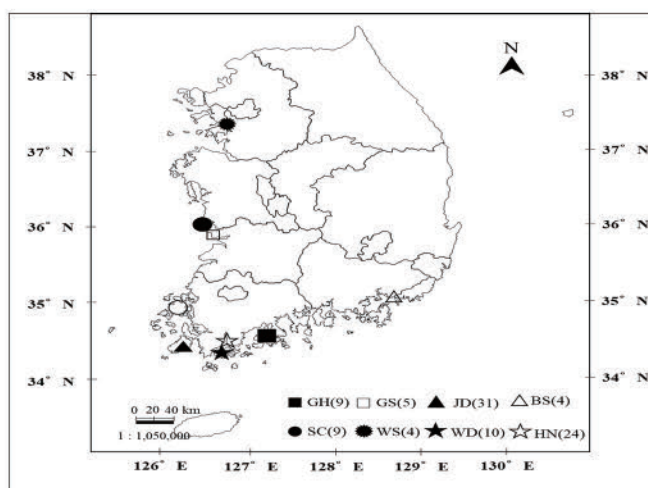 N
38° N 38° N
37° N 37° N
36° N 36° N
35° N 35° N
34° N 34° N
GH(9) GS(5) JD(31) BS(4)
0 20 40 km
SC(9) WS(4) WD(10) HN(24)
1 : 1,050,000
126° E 127° E 128° E 129° E 130° E